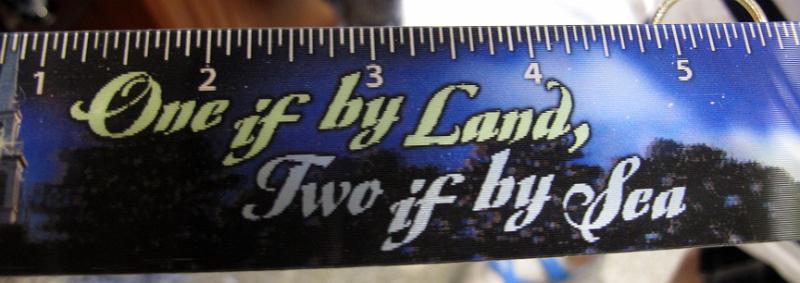 1 2 3 4 5
One if by Land,
Two if by Sea